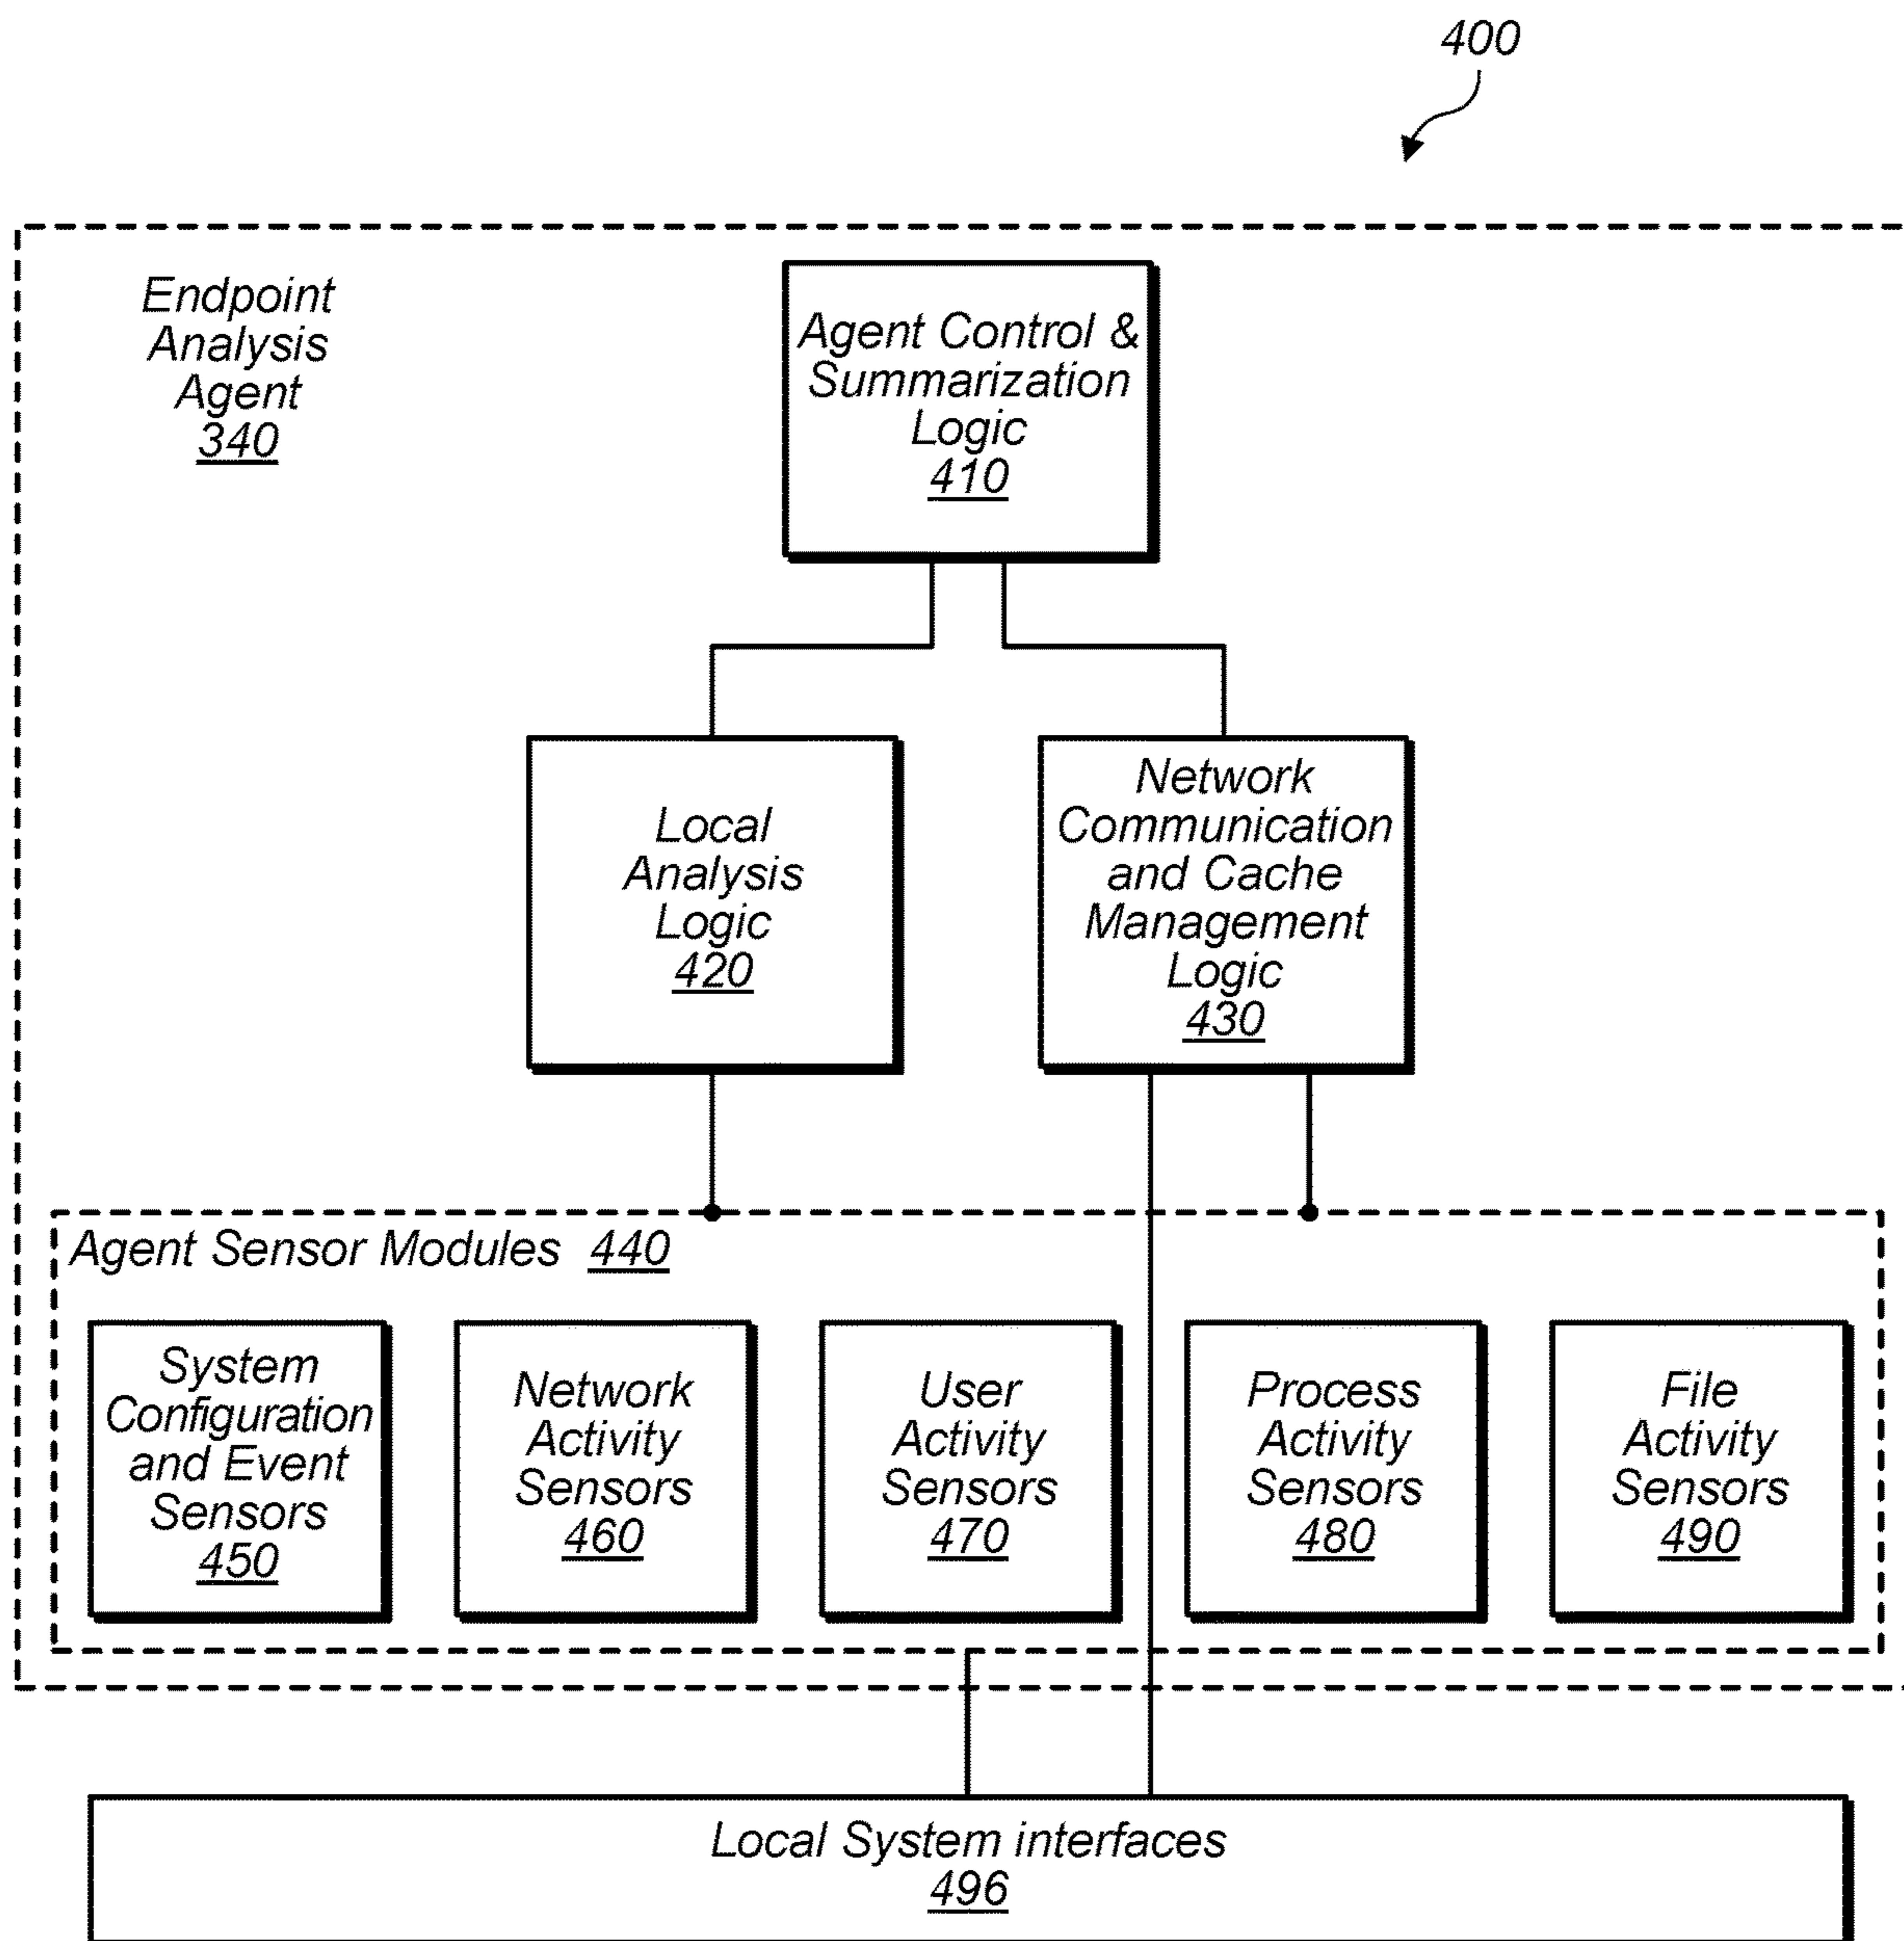 400
Endpoint
Analysis
Agent
340
Agent Control &
Summarization
Logic
410
Local
Analysis
Logic
420
Network
Communication
and Cache
Management
Logic
430
Agent Sensor Modules 440
System
Configuration
and Event
Sensors
450
Network
Activity
Sensors
460
User
Activity
Sensors
470
Process
Activity
Sensors
480
File
Activity
Sensors
490
Local System interfaces
496